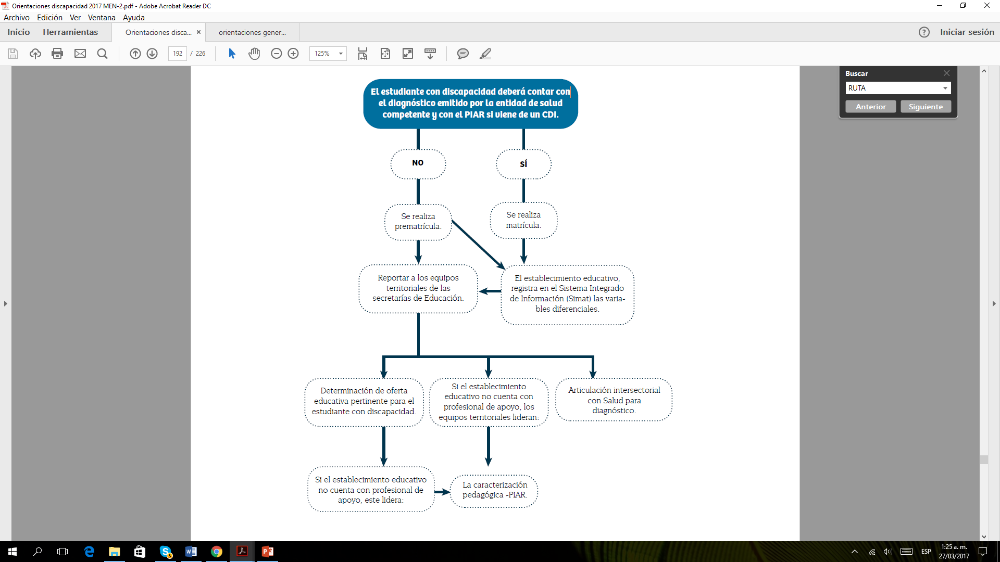 Orientaciones discapacidad 2017 MEN-2.pdf - Adobe Acrobat Reader DC
Archivo Edición Ver Ventana Ayuda
Inicio Herramientas Orientaciones disca... orientaciones gener... Iniciar sesión
192 / 226 125%
Buscar
RUTA
Anterior Siguiente
El estudiante con discapacidad deberá contar con
el diagnóstico emitido por la entidad de salud
competente y con el PIAR si viene de un CDI.
NO
SÍ
Se realiza
prematrícula.
Se realiza
matrícula.
Reportar a los equipos
territoriales de las
secretarías de Educación.
El establecimiento educativo,
registra en el Sistema Integrado
de Información (Simat) las varia-
bles diferenciales.
Determinación de oferta
educativa pertinente para el
estudiante con discapacidad.
Si el establecimiento
educativo no cuenta con
profesional de apoyo, los
equipos territoriales lideran:
Articulación intersectorial
con Salud para
diagnóstico.
Si el establecimiento educativo
no cuenta con profesional de
apoyo, este lidera:
La caracterización
pedagógica -PIAR.
8
ESP
1:25 a. m.
27/03/2017